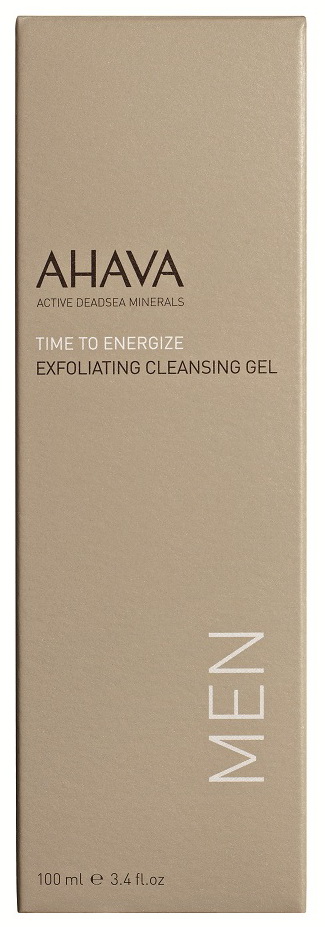 AHAVA
ACTIVE DEADSEA MINERALS
TIME TO ENERGIZE
EXFOLIATING CLEANSING GEL
MEN
100 ml ℮ 3.4 fl.oz